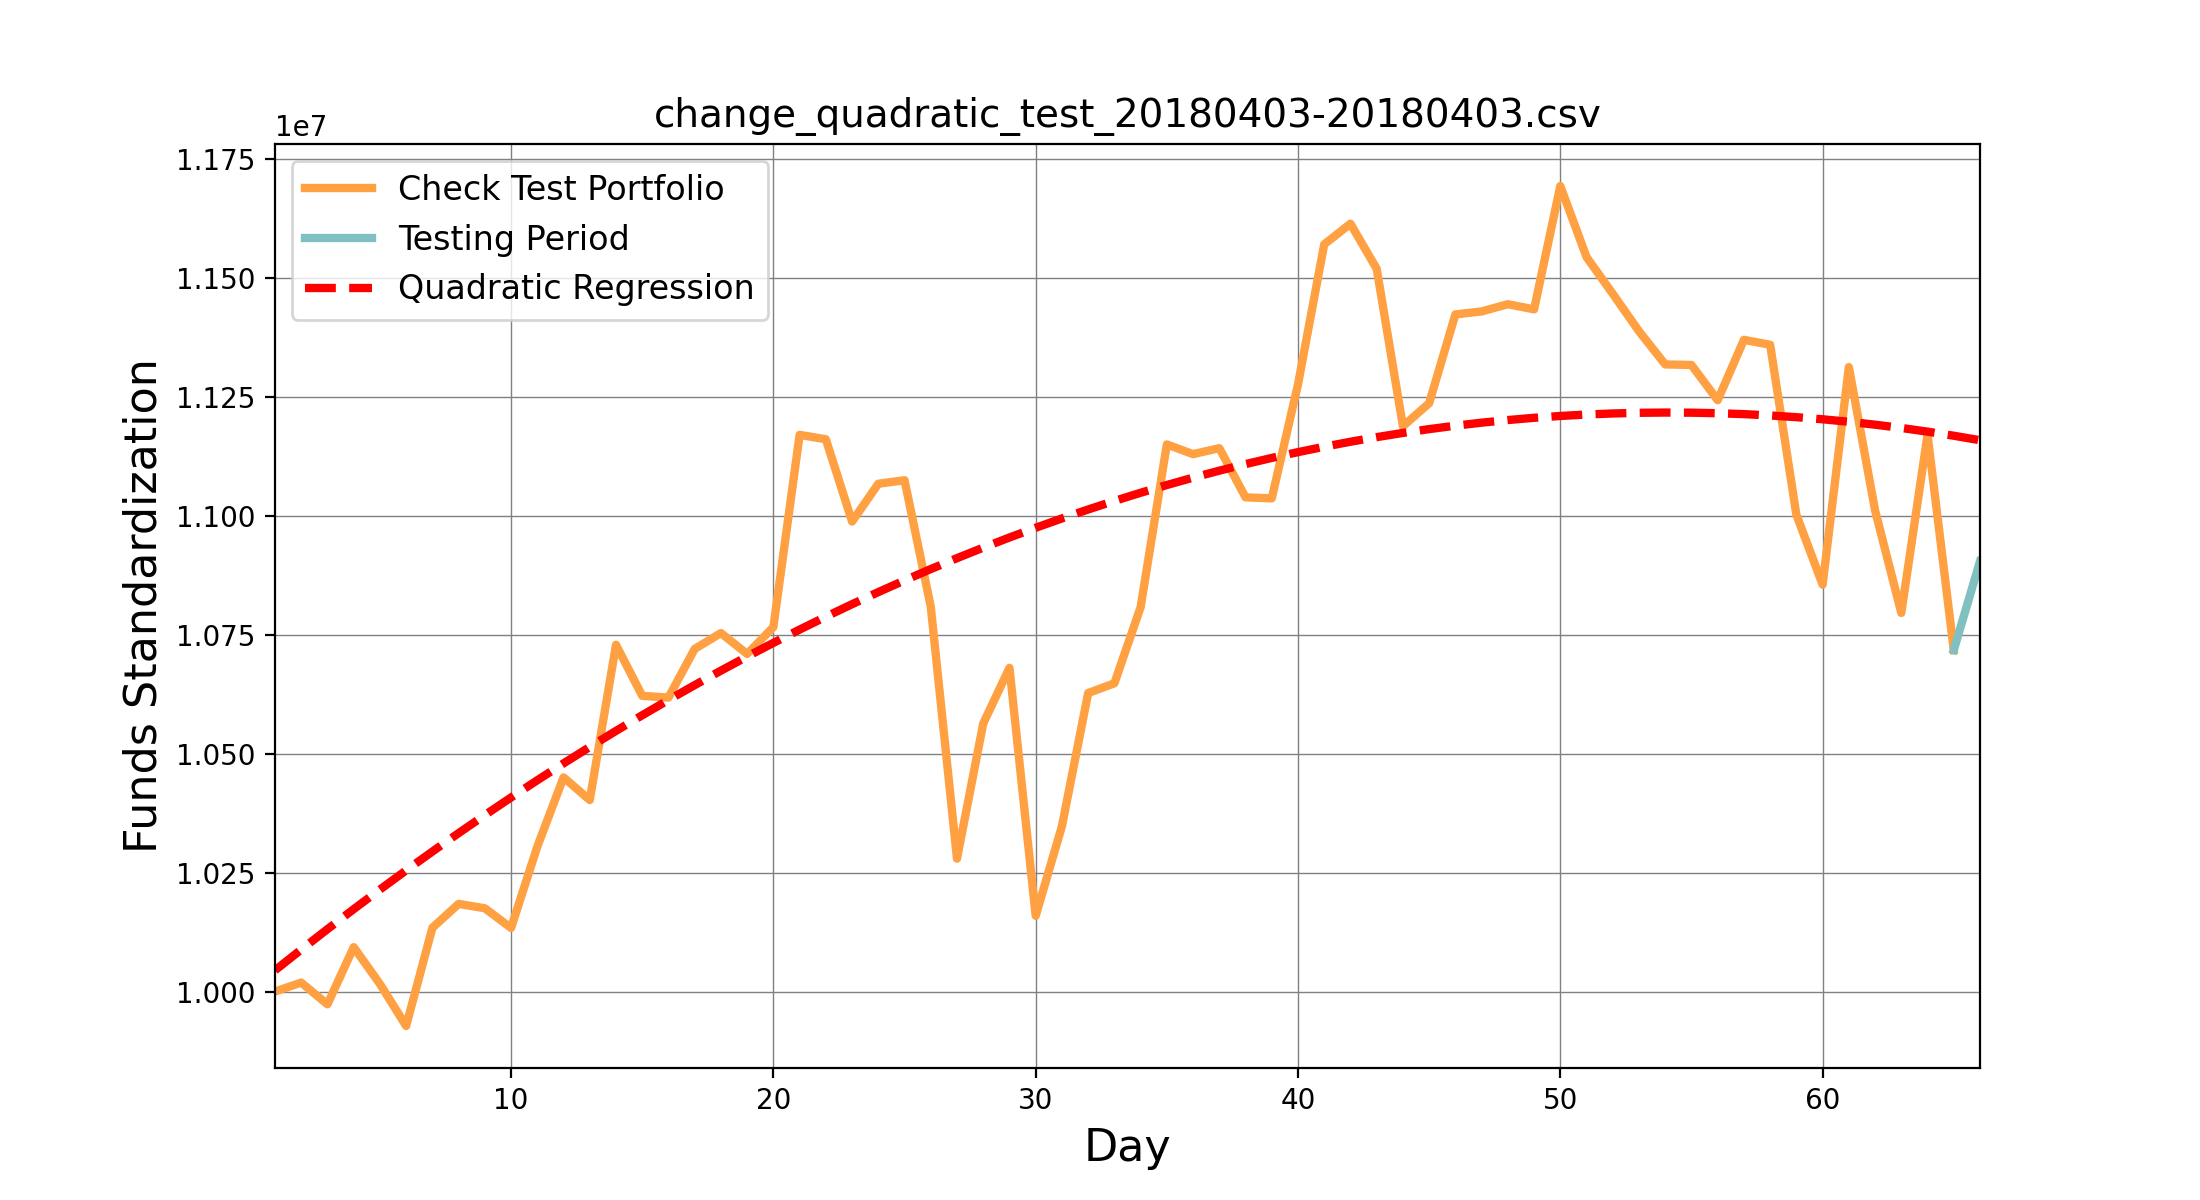 change_quadratic_test_20180403-20180403.csv
1e7
1.175
1.150
1.125
1.100
1.075
1.050
1.025
1.000
Funds Standardization
Check Test Portfolio
Testing Period
Quadratic Regression
10 20 30 40 50 60
Day